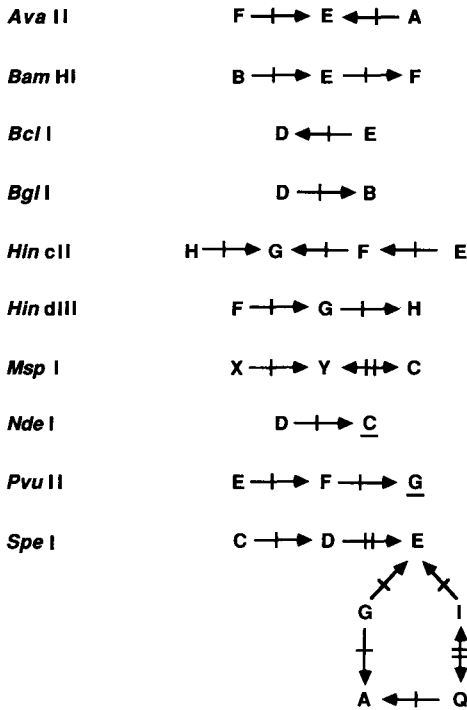 Ava II F E A
Bam HI B E F
Bcl I D E
Bgl I D B
Hin cII H G F E
Hin dIII F G H
Msp I X Y C
Nde I D C
Pvu II E F G
Spe I C D E
G I
A Q